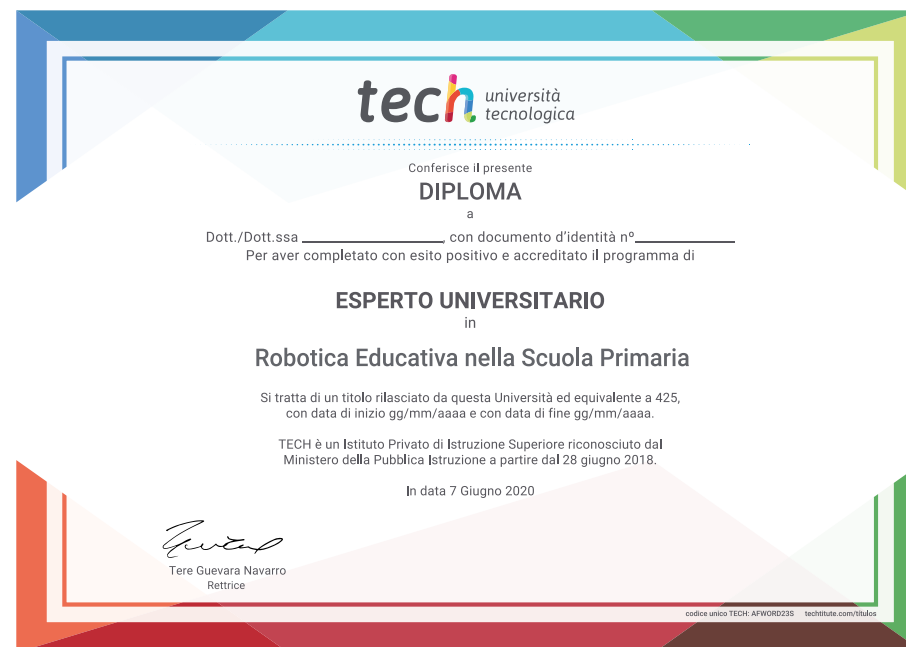 tech università
tecnologica
Conferisce il presente
DIPLOMA
a
Dott./Dott.ssa ____________________, con documento d'identità nº______________
Per aver completato con esito positivo e accreditato il programma di
ESPERTO UNIVERSITARIO
in
Robotica Educativa nella Scuola Primaria
Si tratta di un titolo rilasciato da questa Università ed equivalente a 425,
con data di inizio gg/mm/aaaa e con data di fine gg/mm/aaaa.
TECH è un Istituto Privato di Istruzione Superiore riconosciuto dal
Ministero della Pubblica Istruzione a partire dal 28 giugno 2018.
In data 7 Giugno 2020
Tere Guevara Navarro
Rettrice
codice unico TECH: AFWORD23S techtitute.com/titulos